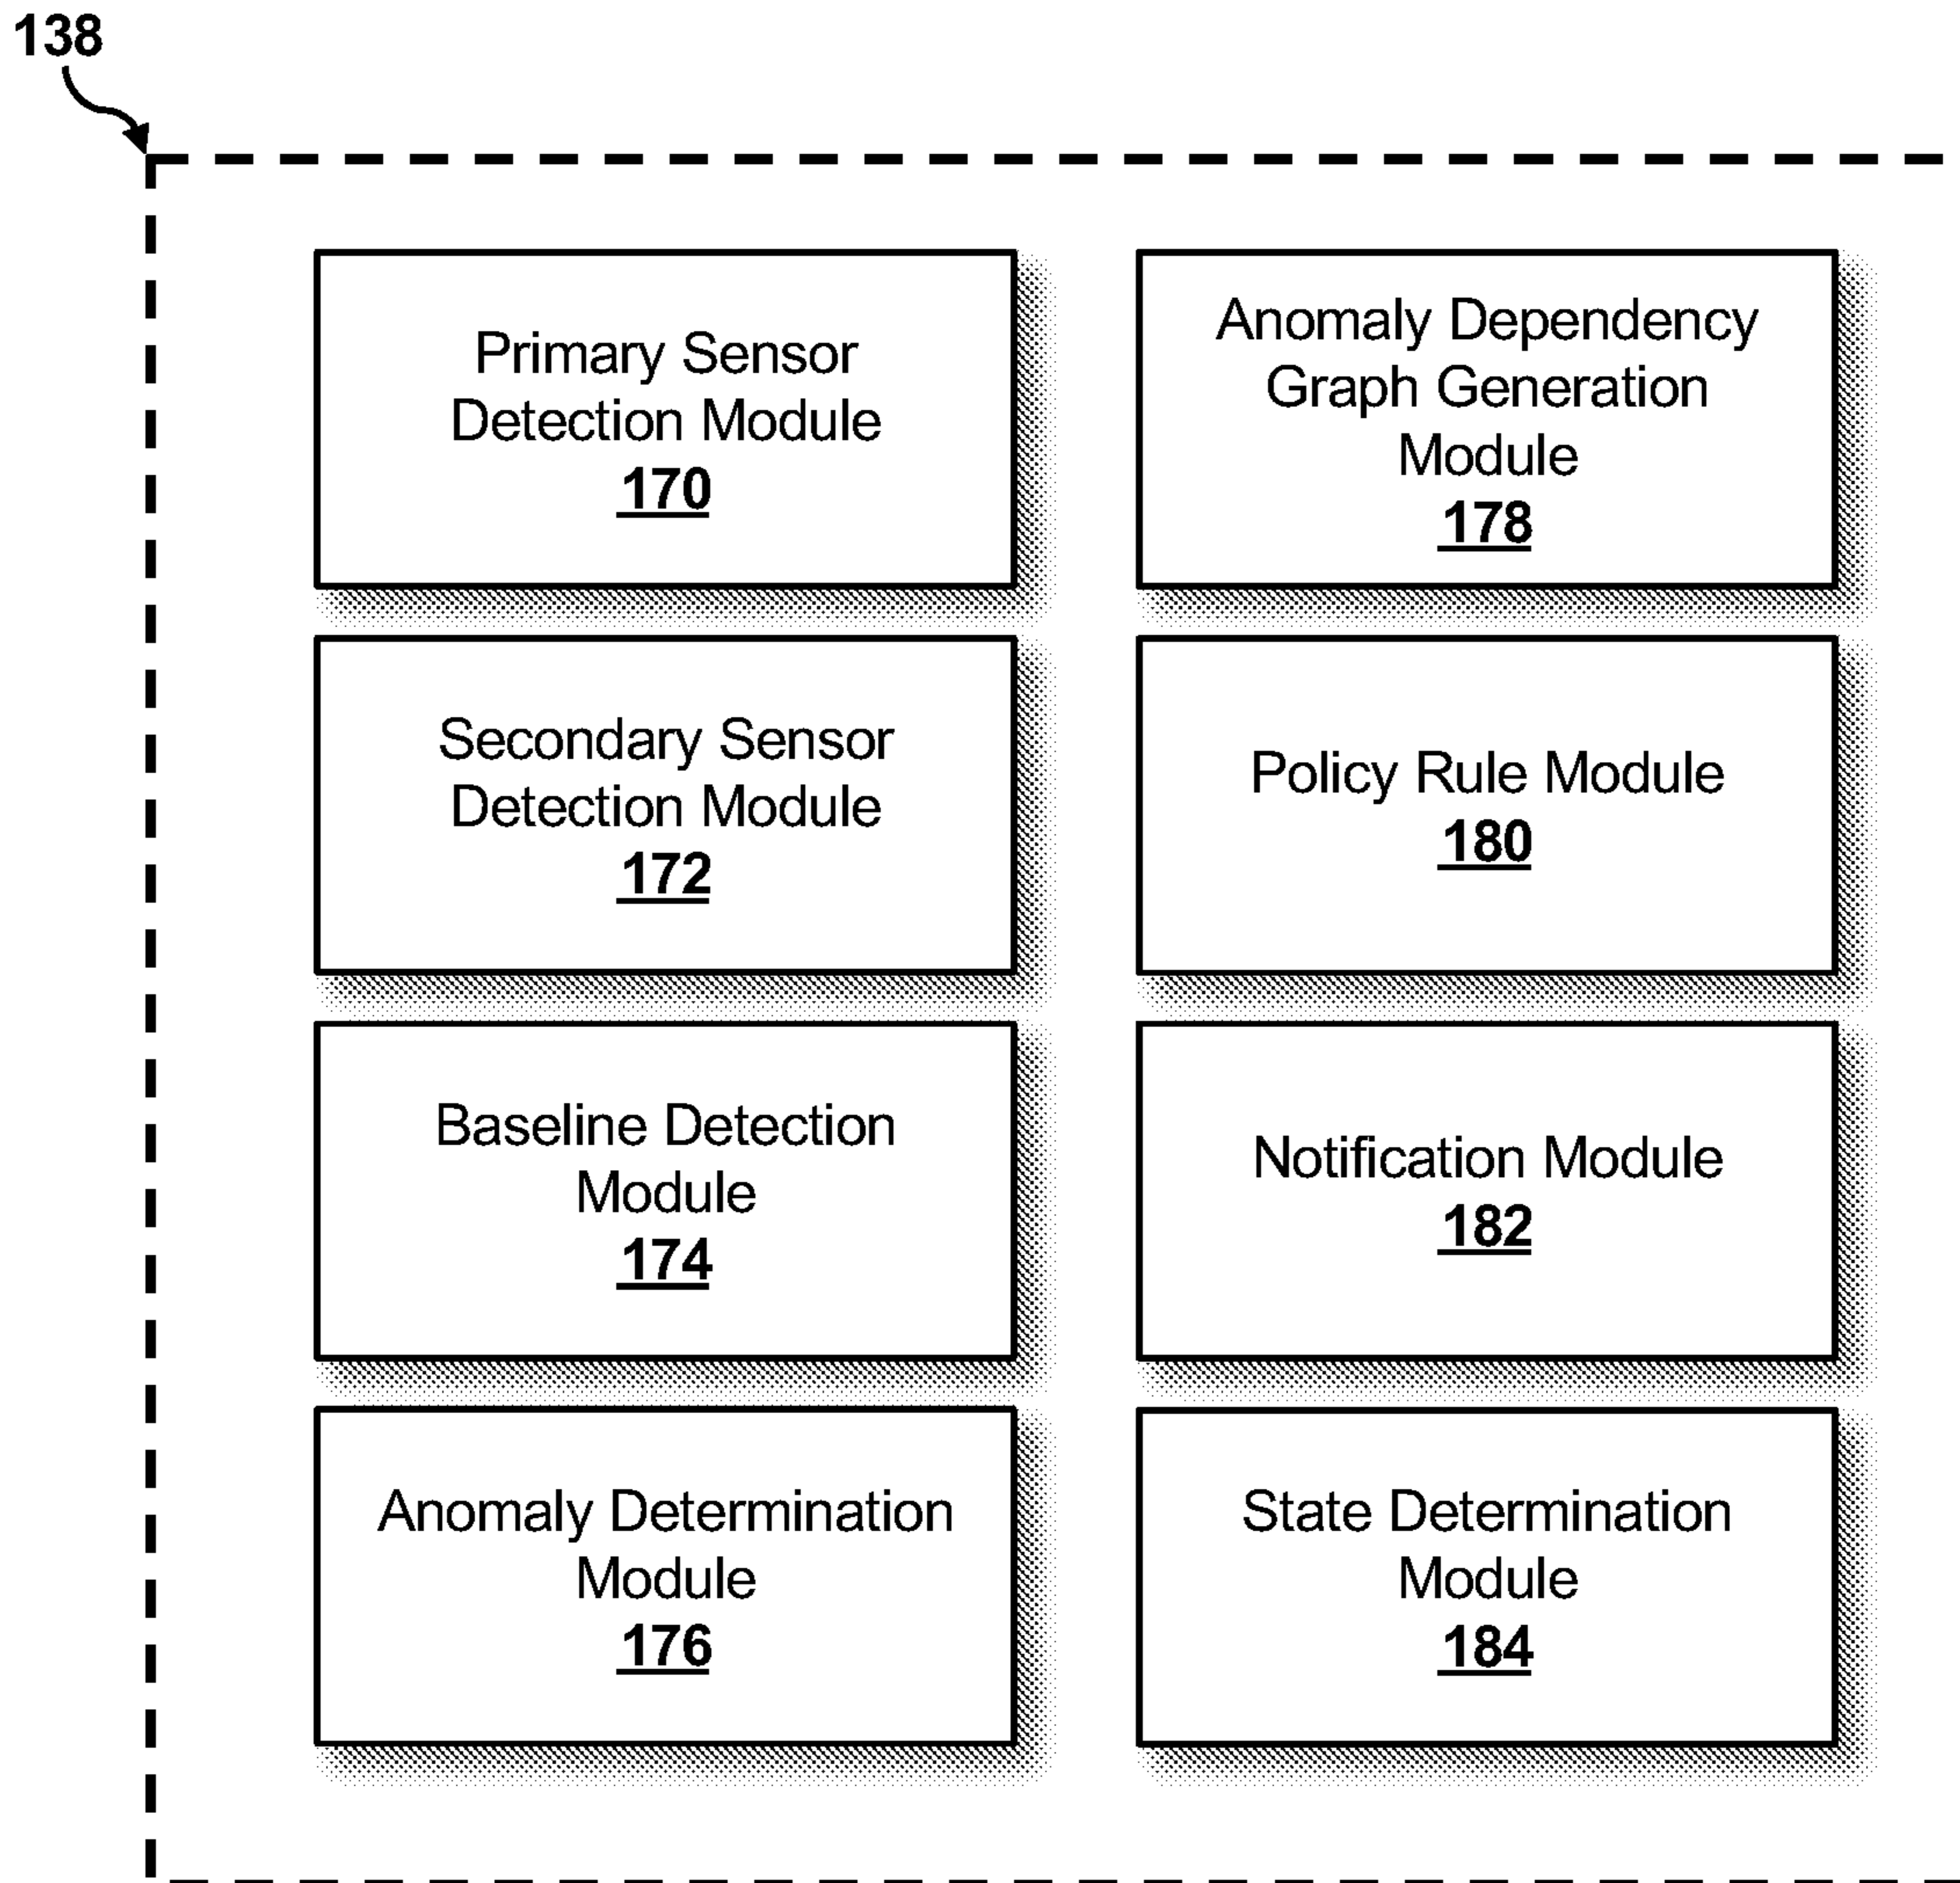 138
Primary Sensor
Detection Module
170
Anomaly Dependency
Graph Generation
Module
178
Secondary Sensor
Detection Module
172
Policy Rule Module
180
Baseline Detection
Module
174
Notification Module
182
Anomaly Determination
Module
176
State Determination
Module
184